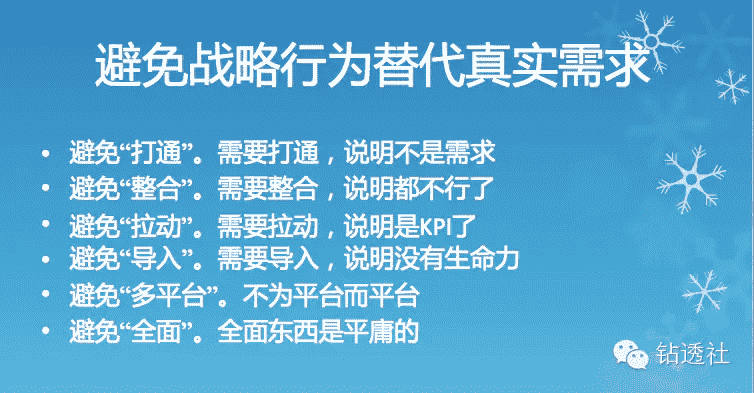 避免战略行为替代真实需求
• 避免“打通”。需要打通，说明不是需求
• 避免“整合”。需要整合，说明都不行了
• 避免“拉动”。需要拉动，说明是KPI了
• 避免“导入”。需要导入，说明没有生命力
• 避免“多平台”。不为平台而平台
• 避免“全面”。全面东西是平庸的
钻透社